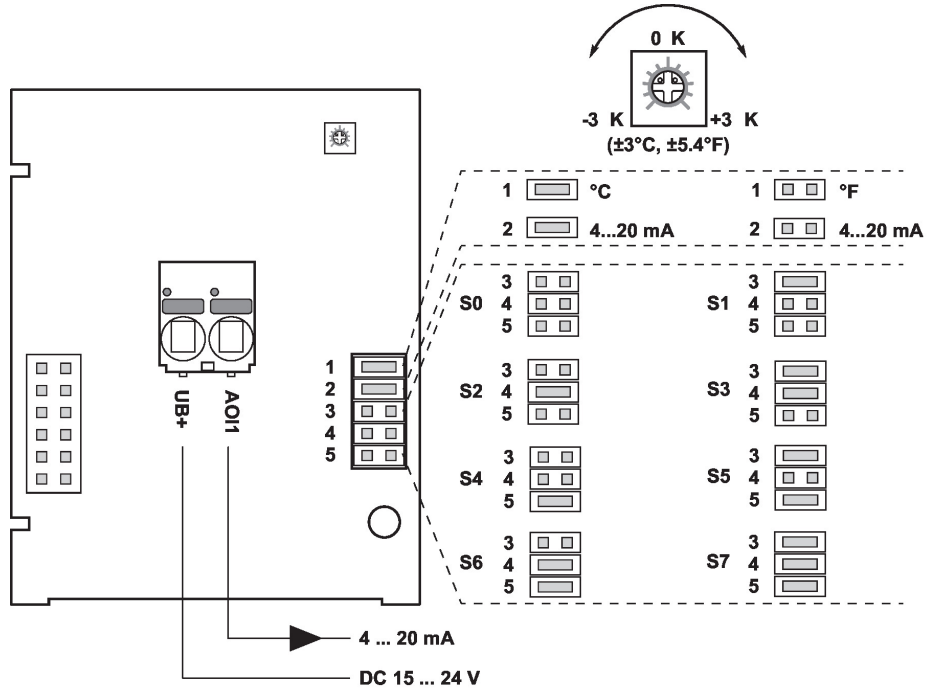 0 K
-3 K +3 K
(±3°C, ±5.4°F)
1 °C 1 °F
2 4...20 mA 2 4...20 mA
3 3
S0 4 S1 4
5 5
3 3
S2 4 S3 4
5 5
3 3
S4 4 S5 4
5 5
3 3
S6 4 S7 4
5 5
1
2
3
4
5
UB+
AOI1
4 ... 20 mA
DC 15 ... 24 V